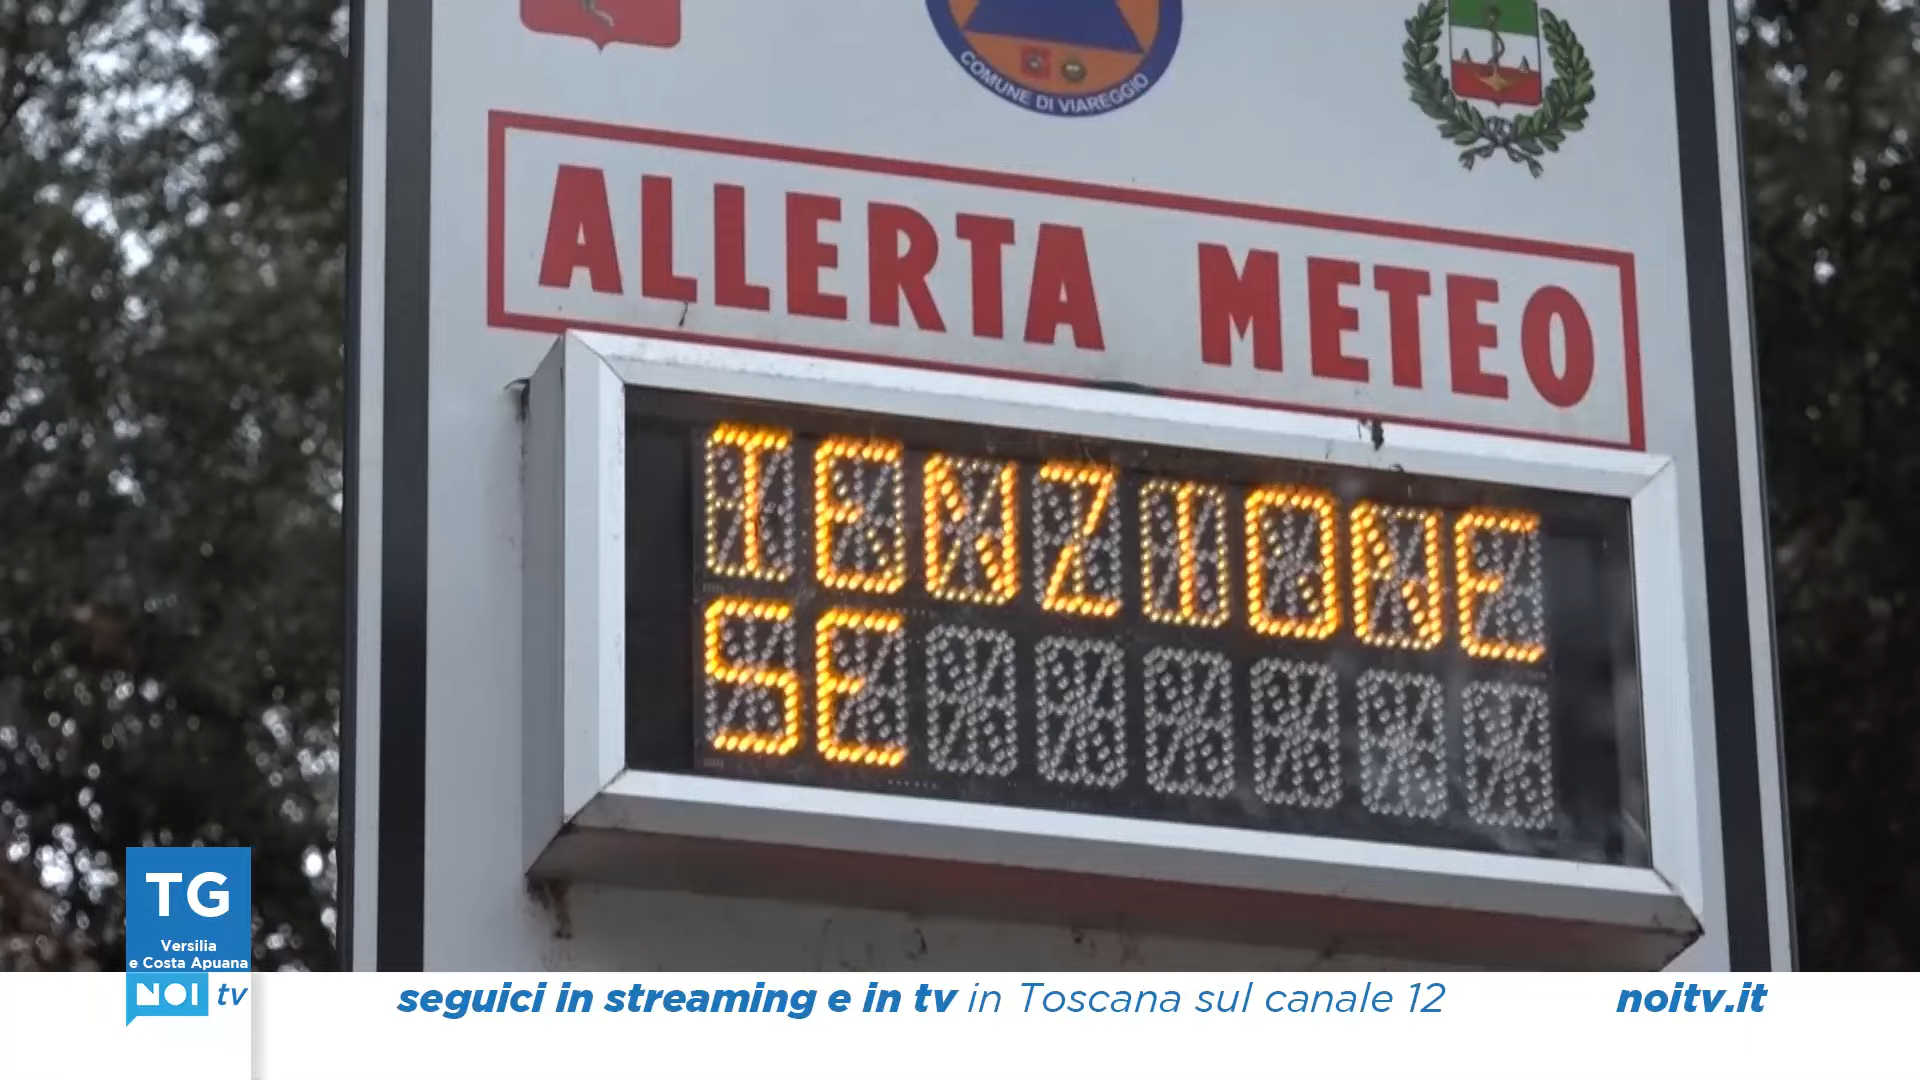 COMUNE DI VIAREGGIO
ALLERTA METEO
TENZIONE
SE
TG
Versilia
e Costa Apuana
NOI tv
seguici in streaming e in tv in Toscana sul canale 12
noitv.it